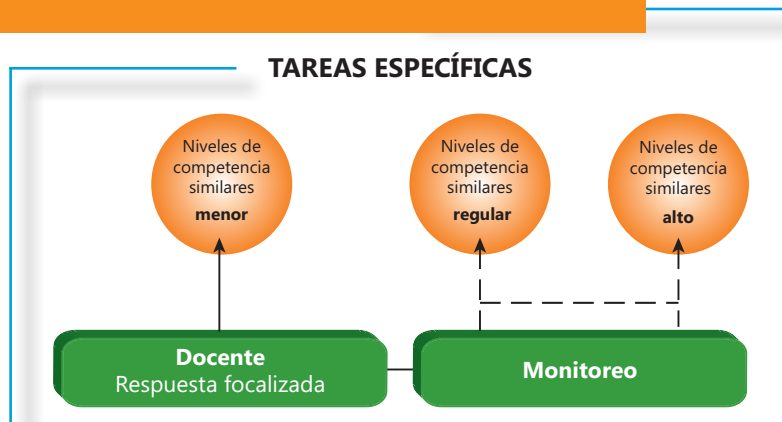 TAREAS ESPECÍFICAS
Niveles de
competencia
similares
menor
Niveles de
competencia
similares
regular
Niveles de
competencia
similares
alto
Docente
Respuesta focalizada
Monitoreo